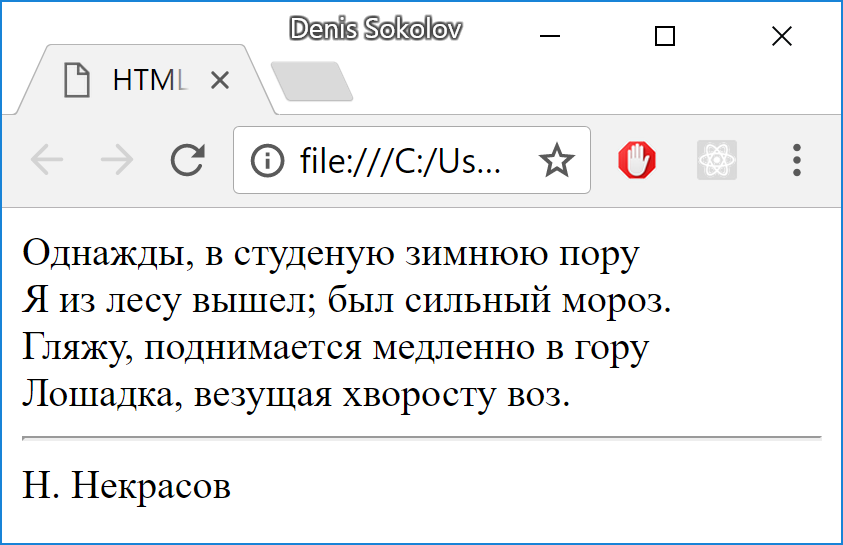 Denis Sokolov
HTML
file:///C:/Us...
Однажды, в студеную зимнюю пору
Я из лесу вышел; был сильный мороз.
Гляжу, поднимается медленно в гору
Лошадка, везущая хворосту воз.
Н. Некрасов